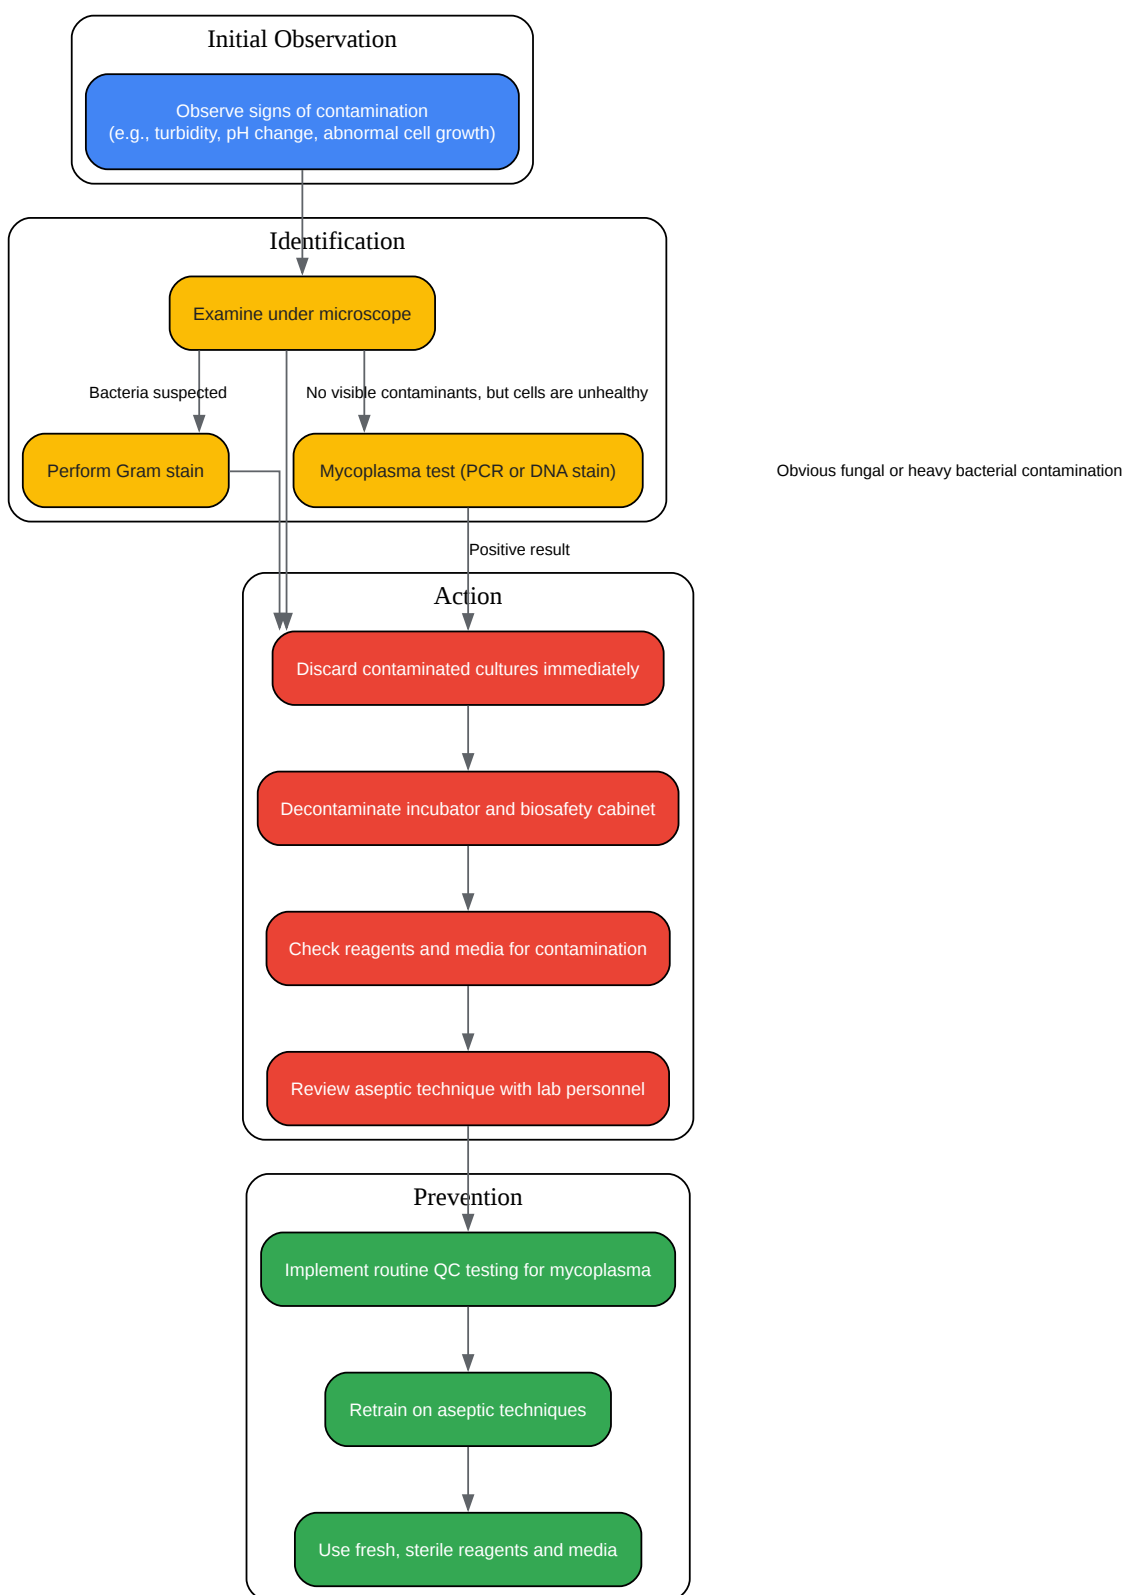 Initial Observation
Observe signs of contamination
(e.g., turbidity, pH change, abnormal cell growth)
Identification
Examine under microscope
Bacteria suspected
No visible contaminants, but cells are unhealthy
Perform Gram stain
Mycoplasma test (PCR or DNA stain)
Obvious fungal or heavy bacterial contamination
Positive result
Action
Discard contaminated cultures immediately
Decontaminate incubator and biosafety cabinet
Check reagents and media for contamination
Review aseptic technique with lab personnel
Prevention
Implement routine QC testing for mycoplasma
Retrain on aseptic techniques
Use fresh, sterile reagents and media